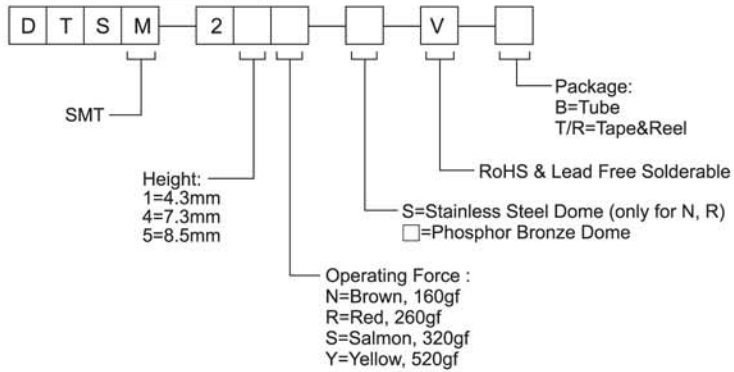 D T S M 2 V
Package:
B=Tube
T/R=Tape&Reel
SMT
RoHS & Lead Free Solderable
Height:
1=4.3mm
4=7.3mm
5=8.5mm
S=Stainless Steel Dome (only for N, R)
□=Phosphor Bronze Dome
Operating Force :
N=Brown, 160gf
R=Red, 260gf
S=Salmon, 320gf
Y=Yellow, 520gf